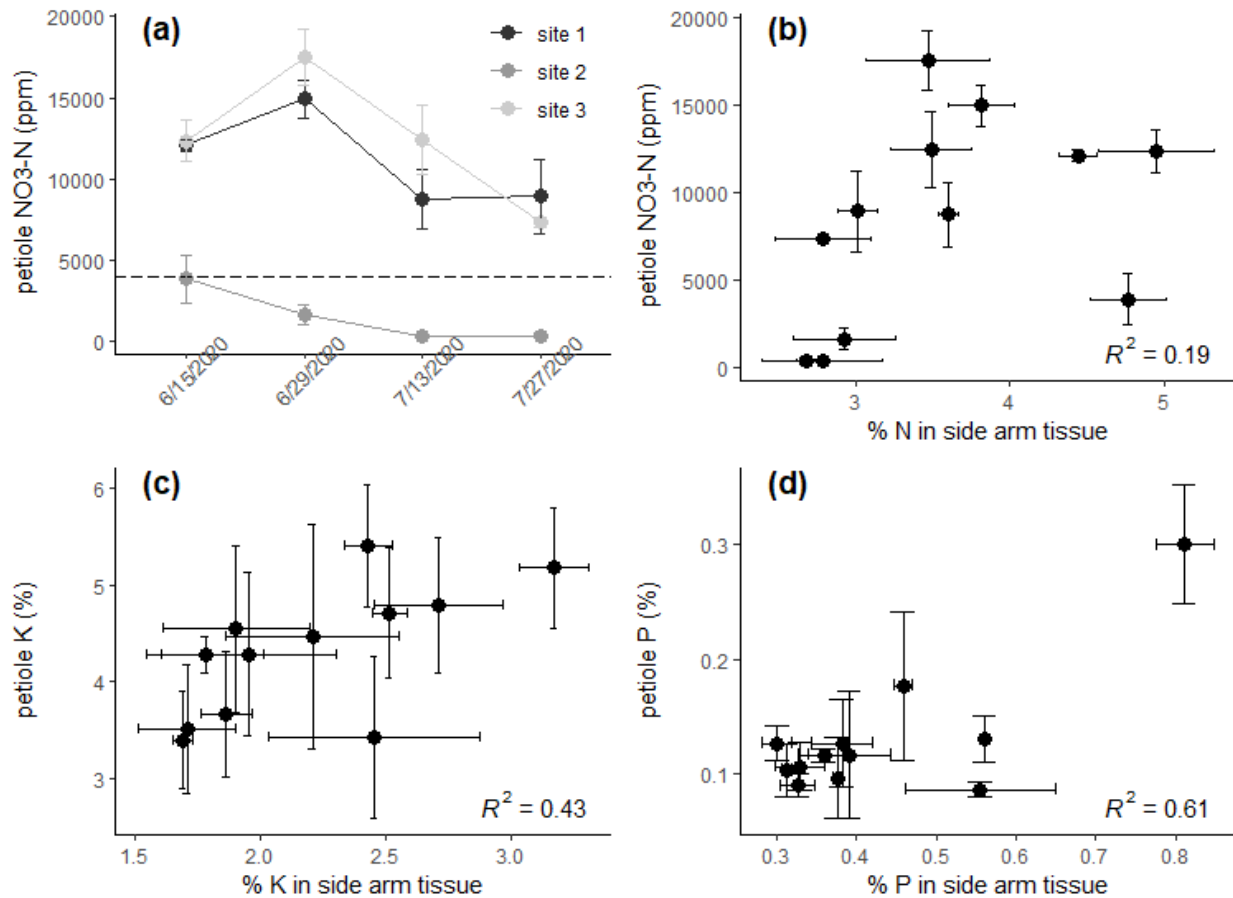 (a)
20000
15000
10000
5000
0
petiole NO3-N (ppm)
site 1
site 2
site 3
6/15/2020
6/29/2020
7/13/2020
7/27/2020
(b)
20000
15000
10000
5000
0
petiole NO3-N (ppm)
R² = 0.19
3 4 5
% N in side arm tissue
(c)
6
5
4
3
petiole K (%)
R² = 0.43
1.5 2.0 2.5 3.0
% K in side arm tissue
(d)
0.3
0.2
0.1
petiole P (%)
R² = 0.61
0.3 0.4 0.5 0.6 0.7 0.8
% P in side arm tissue